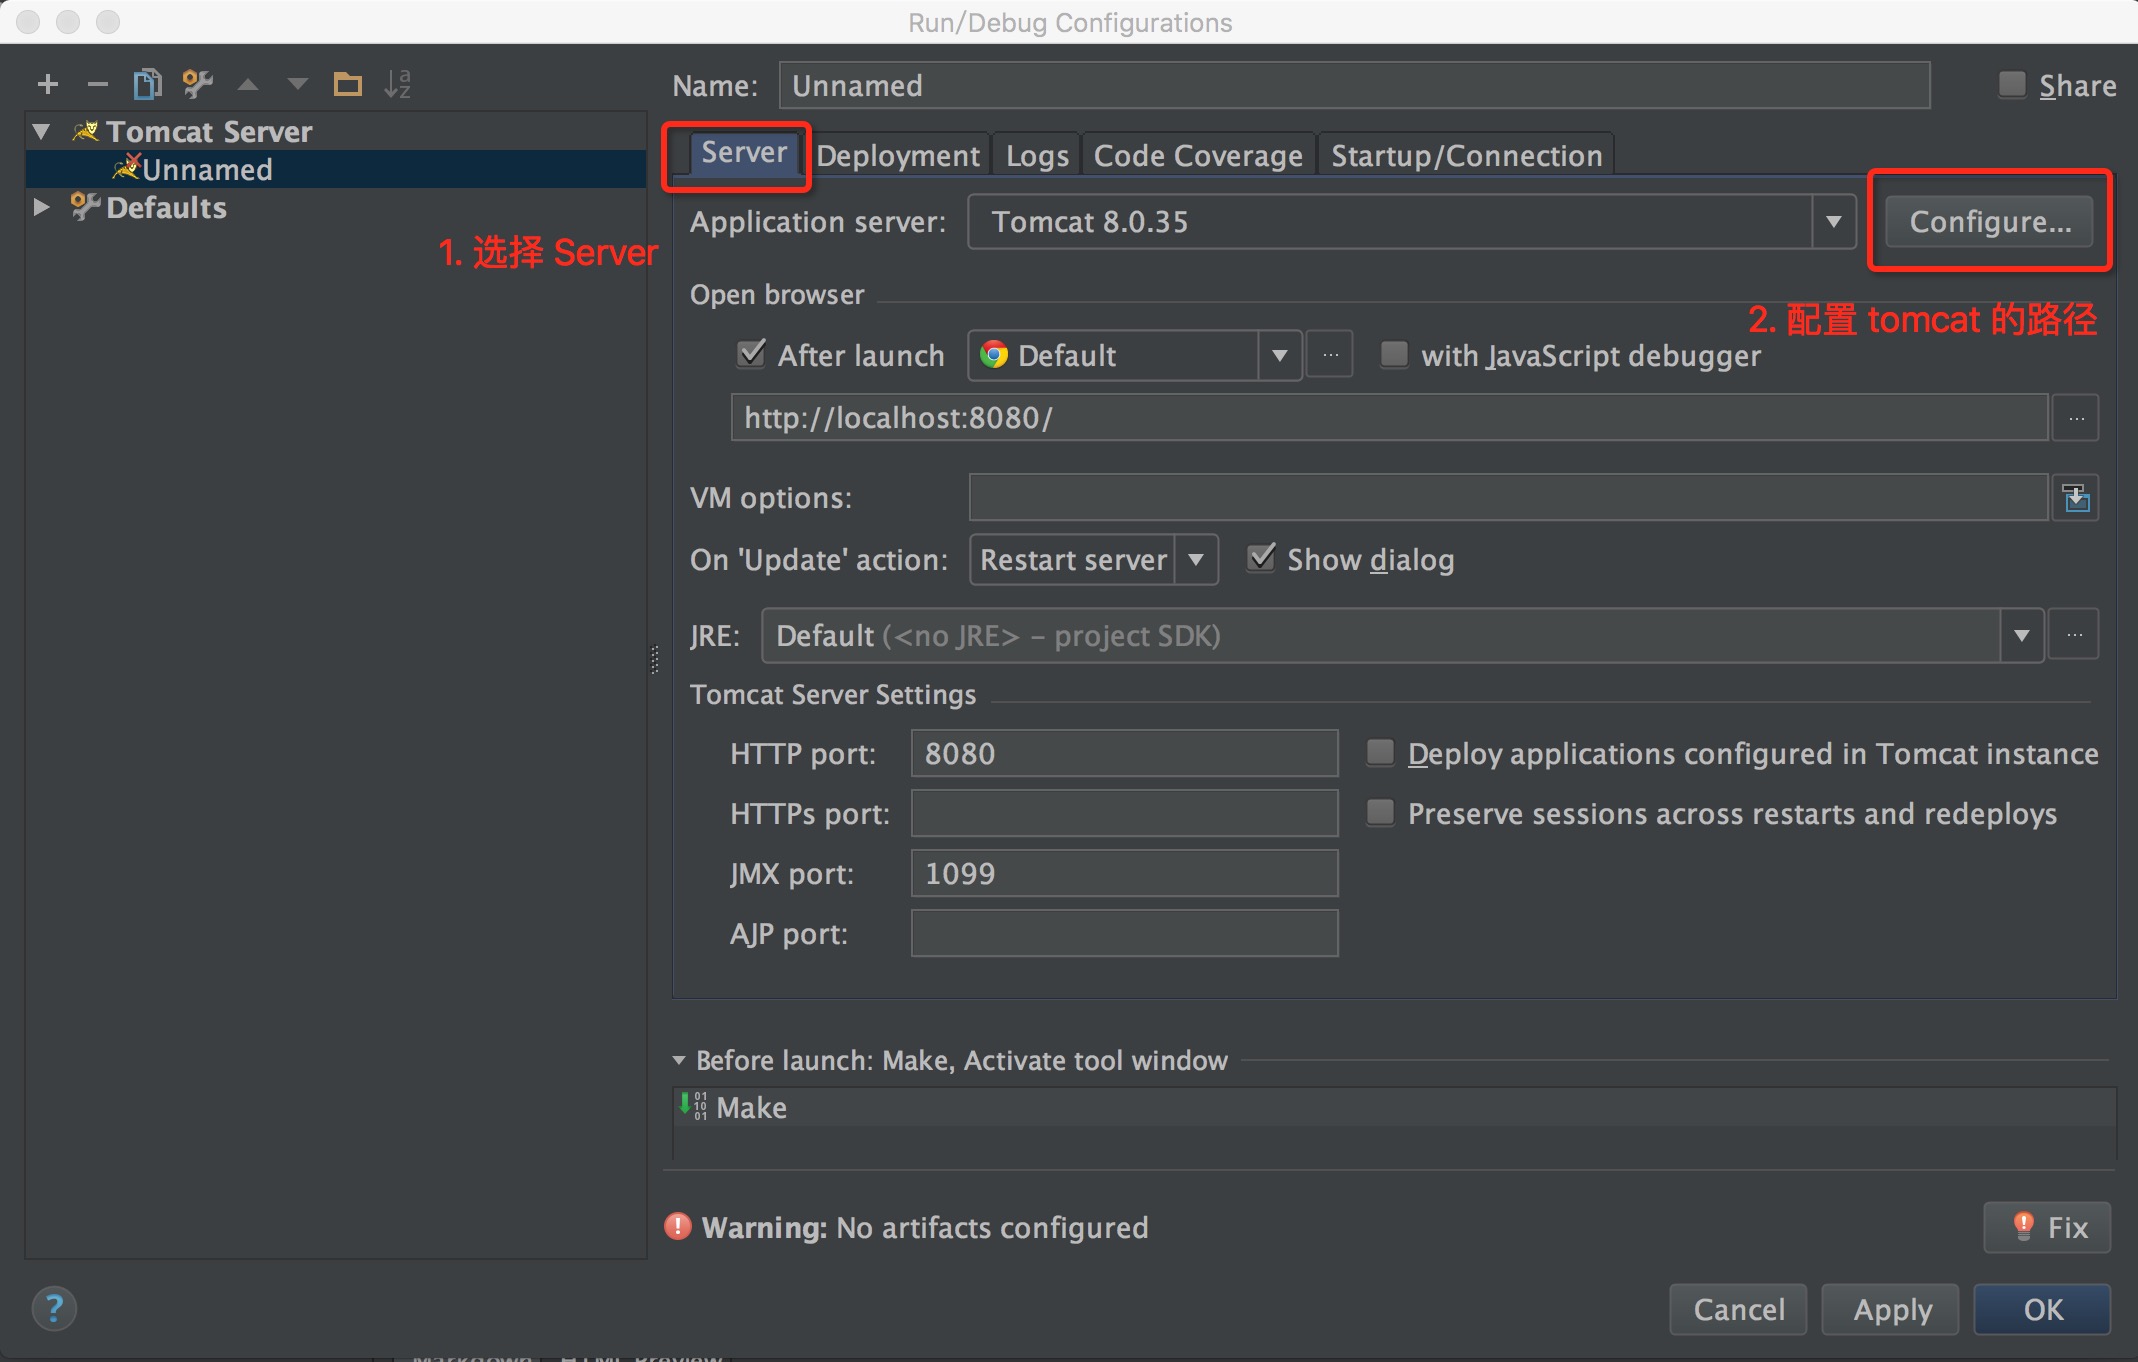 Run/Debug Configurations
Name: Unnamed Share
Tomcat Server
Unnamed
Defaults
1. 选择 Server
Server Deployment Logs Code Coverage Startup/Connection
Application server: Tomcat 8.0.35 Configure...
2. 配置 tomcat 的路径
Open browser
After launch Default ... with JavaScript debugger
http://localhost:8080/ ...
VM options:
On 'Update' action: Restart server Show dialog
JRE: Default (<no JRE> – project SDK) ...
Tomcat Server Settings
HTTP port: 8080 Deploy applications configured in Tomcat instance
HTTPs port: Preserve sessions across restarts and redeploys
JMX port: 1099
AJP port:
Before launch: Make, Activate tool window
Make
Warning: No artifacts configured Fix
? Cancel Apply OK